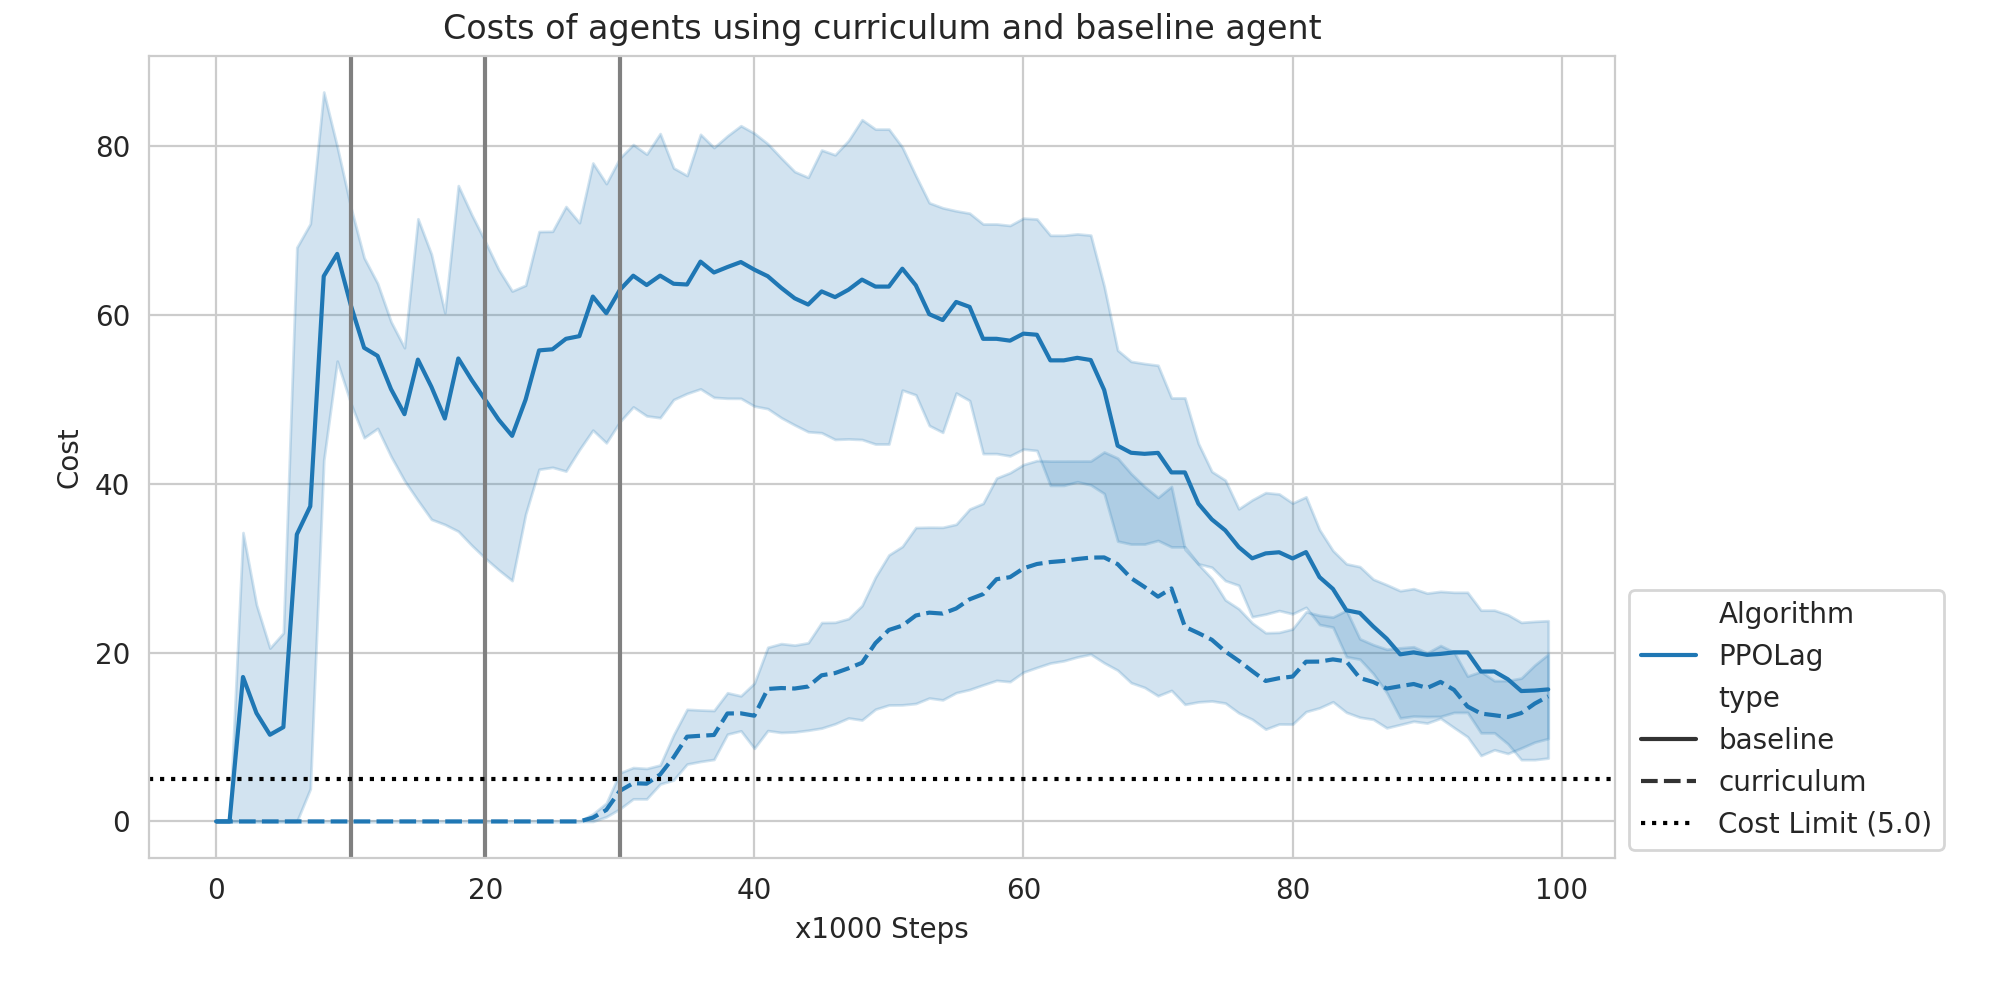 Costs of agents using curriculum and baseline agent
Cost
80
60
40
20
0
0 20 40 60 80 100
x1000 Steps
Algorithm
PPOLag
type
baseline
curriculum
Cost Limit (5.0)